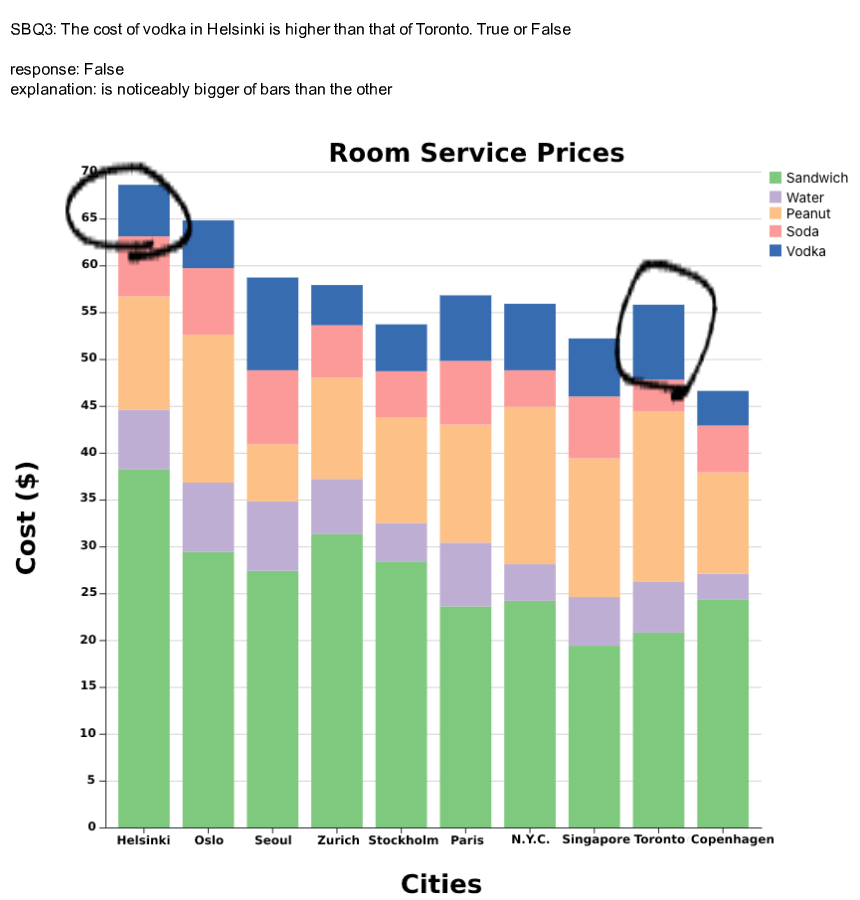 SBQ3: The cost of vodka in Helsinki is higher than that of Toronto. True or False
response: False
explanation: is noticeably bigger of bars than the other
Room Service Prices
Sandwich
Water
Peanut
Soda
Vodka
70
65
60
55
50
45
40
35
30
25
20
15
10
5
0
Cost ($)
Helsinki Oslo Seoul Zurich Stockholm Paris N.Y.C. Singapore Toronto Copenhagen
Cities